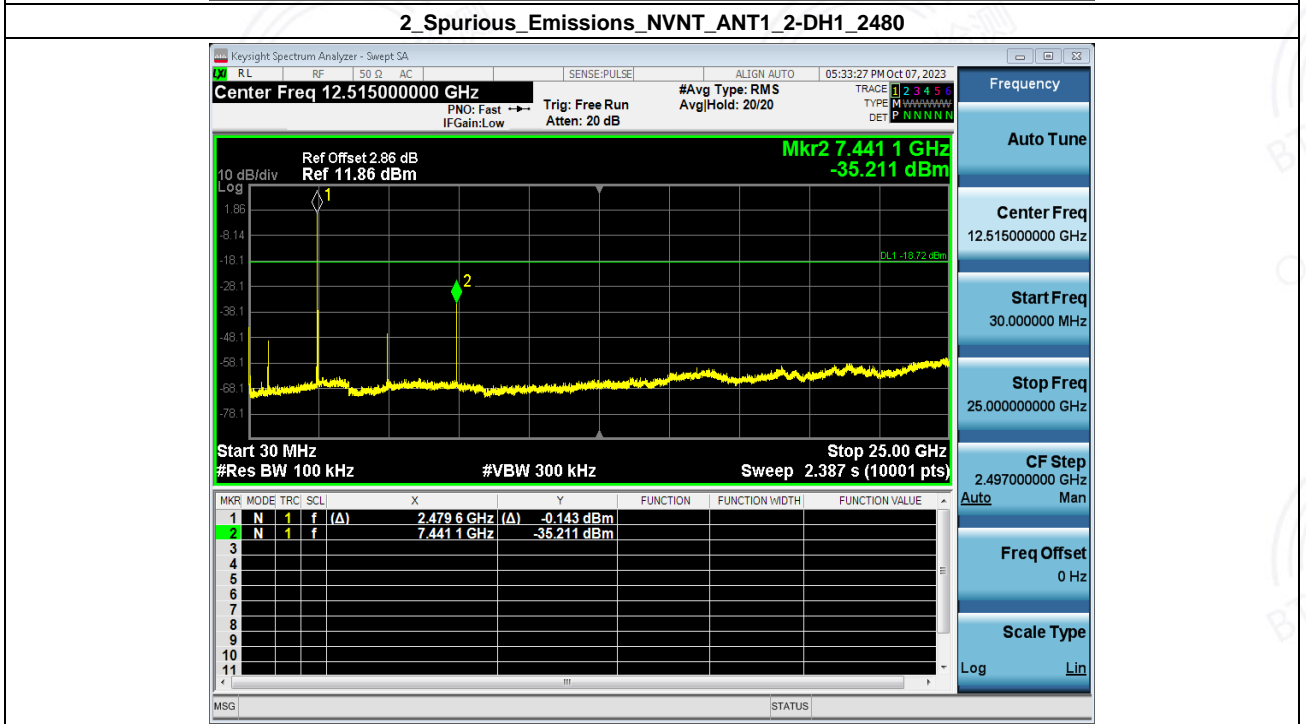 2_Spurious_Emissions_NVNT_ANT1_2-DH1_2480
Keysight Spectrum Analyzer - Swept SA
LXI RL RF 50 Ω AC SENSE:PULSE ALIGN AUTO 05:33:27 PM Oct 07, 2023
Center Freq 12.515000000 GHz
PNO: Fast
IFGain:Low
Trig: Free Run
Atten: 20 dB
#Avg Type: RMS
Avg|Hold: 20/20
TRACE 1 2 3 4 5 6
TYPE M WWWWW
DET P N N N N N
Frequency
Auto Tune
Center Freq
12.515000000 GHz
Start Freq
30.000000 MHz
Stop Freq
25.000000000 GHz
CF Step
2.497000000 GHz
Auto Man
Freq Offset
0 Hz
Scale Type
Log Lin
Mkr2 7.441 1 GHz
-35.211 dBm
Ref Offset 2.86 dB
10 dB/div Ref 11.86 dBm
Log
1
1.86
-8.14
-18.1
DL1 -18.72 dBm
2
-28.1
-38.1
-48.1
-58.1
-68.1
-78.1
Start 30 MHz Stop 25.00 GHz
#Res BW 100 kHz #VBW 300 kHz Sweep 2.387 s (10001 pts)
MKR MODE TRC SCL X Y FUNCTION FUNCTION WIDTH FUNCTION VALUE
1 N 1 f (Δ) 2.479 6 GHz (Δ) -0.143 dBm
2 N 1 f 7.441 1 GHz -35.211 dBm
3
4
5
6
7
8
9
10
11
MSG STATUS